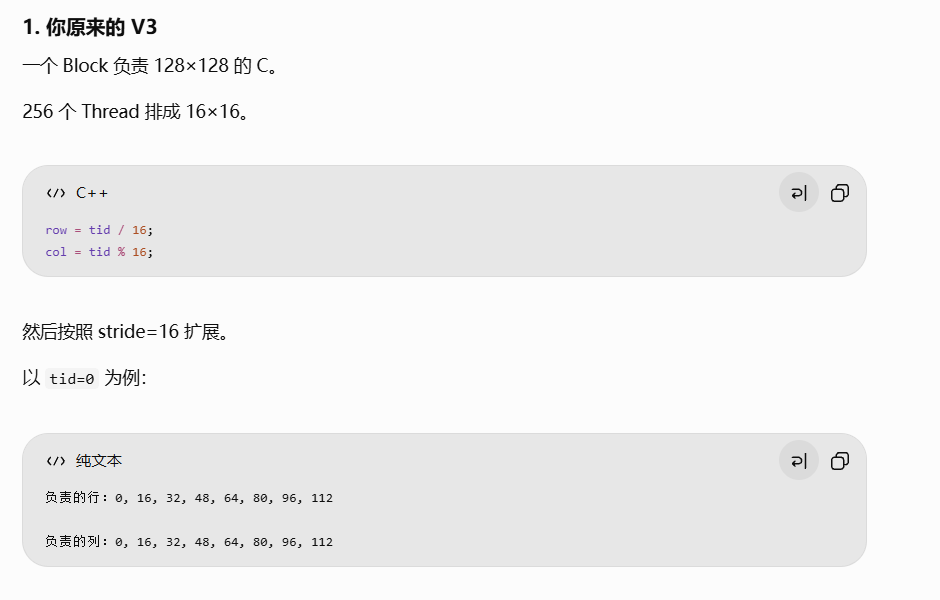 1. 你原来的 V3
一个 Block 负责 128×128 的 C。
256 个 Thread 排成 16×16。
</> C++
row = tid / 16;
col = tid % 16;
然后按照 stride=16 扩展。
以 tid=0 为例：
</> 纯文本
负责的行：0, 16, 32, 48, 64, 80, 96, 112
负责的列：0, 16, 32, 48, 64, 80, 96, 112